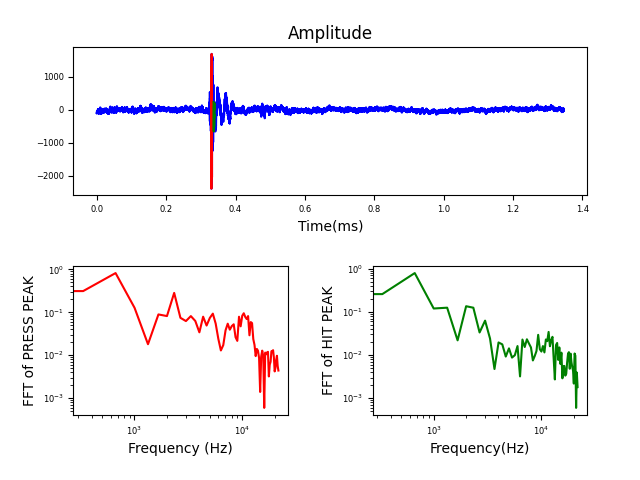 Amplitude
1000
0
−1000
−2000
0.0 0.2 0.4 0.6 0.8 1.0 1.2 1.4
Time(ms)
FFT of PRESS PEAK
10⁰
10⁻¹
10⁻²
10⁻³
10³ 10⁴
Frequency (Hz)
FFT of HIT PEAK
10⁰
10⁻¹
10⁻²
10⁻³
10³ 10⁴
Frequency(Hz)